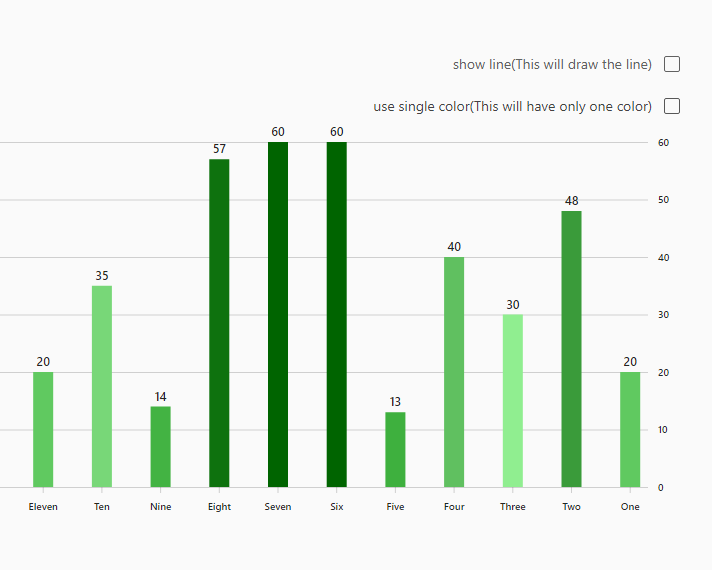 show line(This will draw the line)
use single color(This will have only one color)
20
35
14
57
60
60
13
40
30
48
20
60
50
40
30
20
10
0
Eleven
Ten
Nine
Eight
Seven
Six
Five
Four
Three
Two
One